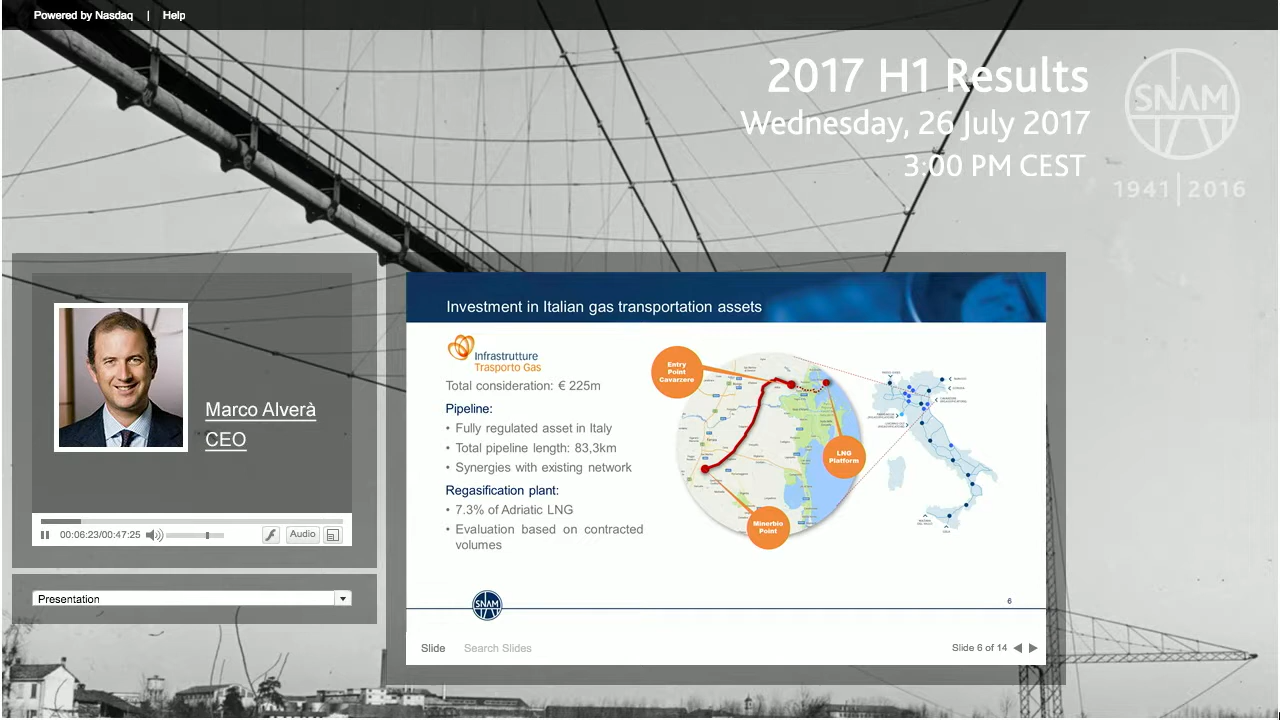 Powered by Nasdaq | Help
2017 H1 Results
Wednesday, 26 July 2017
3:00 PM CEST
SNAM
1941 | 2016
Marco Alverà
CEO
00:06:23/00:47:25
Audio
Presentation
Investment in Italian gas transportation assets
Infrastrutture
Trasporto Gas
Total consideration: € 225m
Pipeline:
• Fully regulated asset in Italy
• Total pipeline length: 83,3km
• Synergies with existing network
Regasification plant:
• 7.3% of Adriatic LNG
• Evaluation based on contracted
volumes
Entry
Point
Cavarzere
LNG
Platform
Minerbio
Point
SNAM
6
Slide
Search Slides
Slide 6 of 14